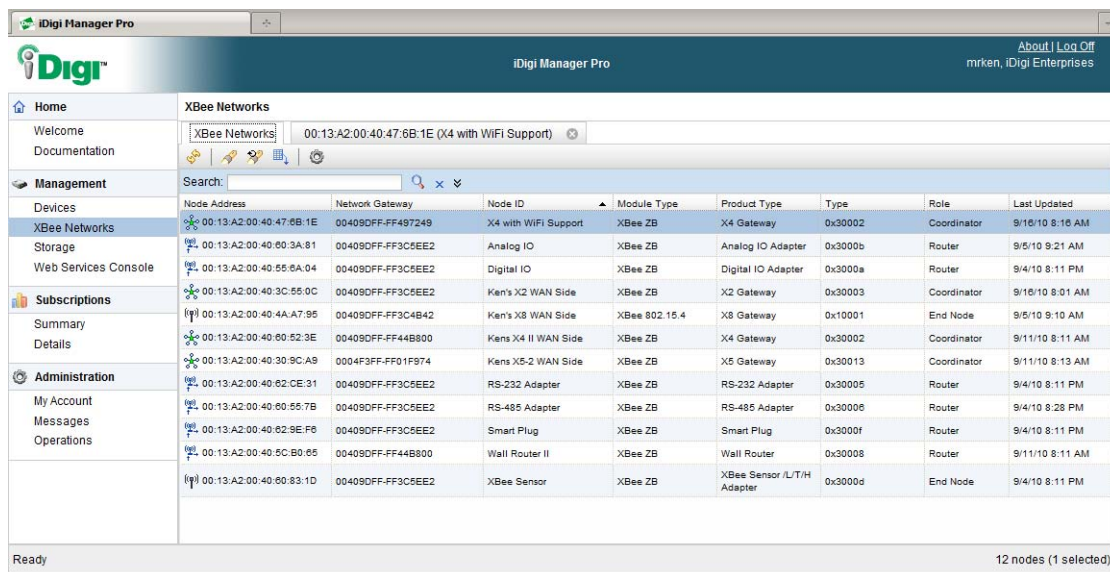 iDigi Manager Pro
iDigi™
iDigi Manager Pro
About | Log Off
mrken, iDigi Enterprises
Home
Welcome
Documentation
Management
Devices
XBee Networks
Storage
Web Services Console
Subscriptions
Summary
Details
Administration
My Account
Messages
Operations
XBee Networks
XBee Networks 00:13:A2:00:40:47:6B:1E (X4 with WiFi Support)
Search:
Node Address Network Gateway Node ID Module Type Product Type Type Role Last Updated
00:13:A2:00:40:47:6B:1E 00409DFF-FF497249 X4 with WiFi Support XBee ZB X4 Gateway 0x30002 Coordinator 9/16/10 8:16 AM
00:13:A2:00:40:60:3A:81 00409DFF-FF3C5EE2 Analog IO XBee ZB Analog IO Adapter 0x3000b Router 9/5/10 9:21 AM
00:13:A2:00:40:55:6A:04 00409DFF-FF3C5EE2 Digital IO XBee ZB Digital IO Adapter 0x3000a Router 9/4/10 8:11 PM
00:13:A2:00:40:3C:55:0C 00409DFF-FF3C5EE2 Ken's X2 WAN Side XBee ZB X2 Gateway 0x30003 Coordinator 9/16/10 8:01 AM
00:13:A2:00:40:4A:A7:95 00409DFF-FF3C4B42 Ken's X8 WAN Side XBee 802.15.4 X8 Gateway 0x10001 End Node 9/5/10 9:10 AM
00:13:A2:00:40:60:52:3E 00409DFF-FF44B800 Kens X4 II WAN Side XBee ZB X4 Gateway 0x30002 Coordinator 9/11/10 8:11 AM
00:13:A2:00:40:30:9C:A9 0004F3FF-FF01F974 Kens X5-2 WAN Side XBee ZB X5 Gateway 0x30013 Coordinator 9/11/10 8:13 AM
00:13:A2:00:40:62:CE:31 00409DFF-FF3C5EE2 RS-232 Adapter XBee ZB RS-232 Adapter 0x30005 Router 9/4/10 8:11 PM
00:13:A2:00:40:60:55:7B 00409DFF-FF3C5EE2 RS-485 Adapter XBee ZB RS-485 Adapter 0x30006 Router 9/4/10 8:28 PM
00:13:A2:00:40:62:9E:F6 00409DFF-FF3C5EE2 Smart Plug XBee ZB Smart Plug 0x3000f Router 9/4/10 8:11 PM
00:13:A2:00:40:5C:B0:65 00409DFF-FF44B800 Wall Router II XBee ZB Wall Router 0x30008 Router 9/11/10 8:11 AM
00:13:A2:00:40:60:83:1D 00409DFF-FF3C5EE2 XBee Sensor XBee ZB XBee Sensor /L/T/H Adapter 0x3000d End Node 9/4/10 8:11 PM
Ready
12 nodes (1 selected)